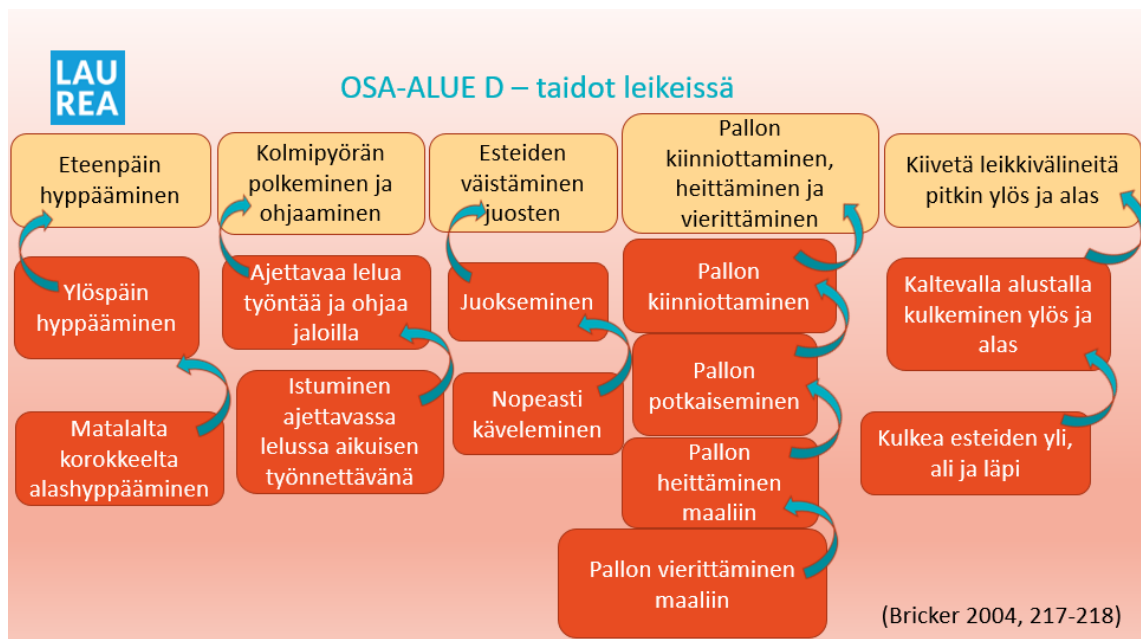 LAU
REA
OSA-ALUE D – taidot leikeissä
Eteenpäin
hyppääminen
Ylöspäin
hyppääminen
Matalalta
korokkeelta
alashyppääminen
Kolmipyörän
polkeminen ja
ohjaaminen
Ajettavaa lelua
työntää ja ohjaa
jaloilla
Istuminen
ajettavassa
lelussa aikuisen
työnnettävänä
Esteiden
väistäminen
juosten
Juokseminen
Nopeasti
käveleminen
Pallon
kiinniottaminen,
heittäminen ja
vierittäminen
Pallon
kiinniottaminen
Pallon
potkaiseminen
Pallon
heittäminen
maaliin
Pallon vierittäminen
maaliin
Kiivetä leikkivälineitä
pitkin ylös ja alas
Kaltevalla alustalla
kulkeminen ylös ja
alas
Kulkea esteiden yli,
ali ja läpi
(Bricker 2004, 217-218)